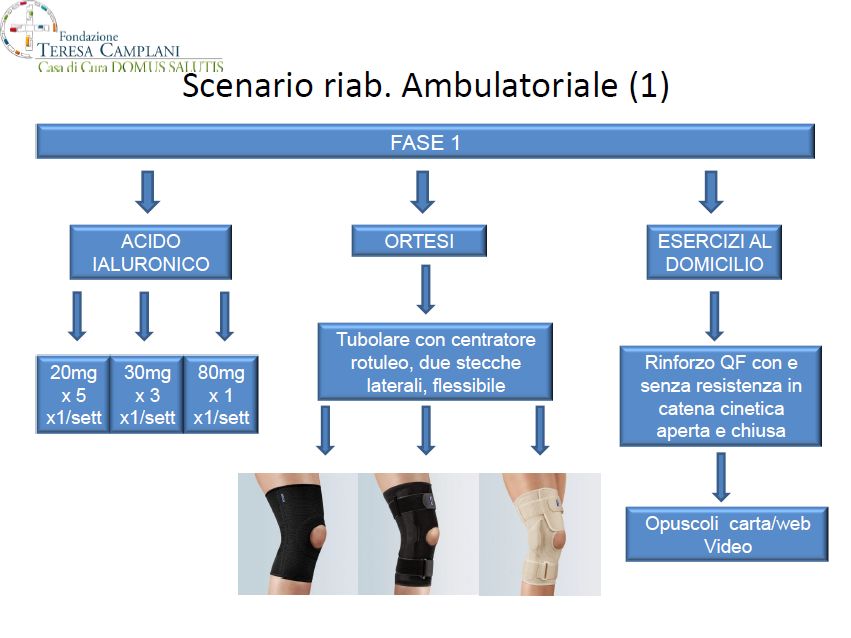 Fondazione
TERESA CAMPLANI
Casa di Cura DOMUS SALUTIS
Scenario riab. Ambulatoriale (1)
FASE 1
ACIDO
IALURONICO
ORTESI
ESERCIZI AL
DOMICILIO
20mg
x 5
x1/sett
30mg
x 3
x1/sett
80mg
x 1
x1/sett
Tubolare con centratore
rotuleo, due stecche
laterali, flessibile
Rinforzo QF con e
senza resistenza in
catena cinetica
aperta e chiusa
Opuscoli carta/web
Video